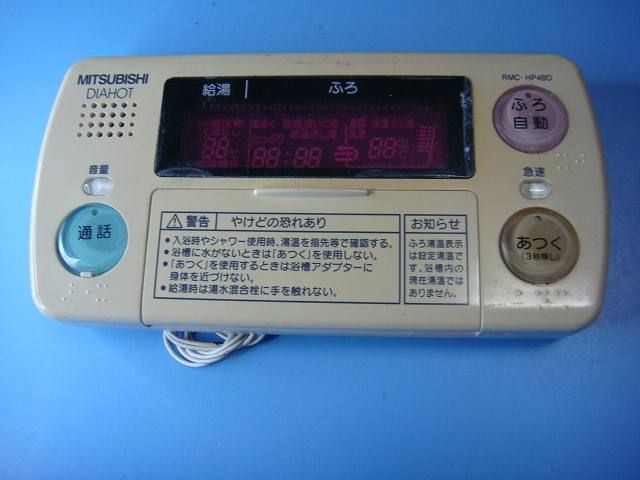 MITSUBISHI
DIAHOT
給湯
ふろ
RMC-HP4BD
ふろ
自動
88
88:88
88
音量
急速
通話
あつく
(3秒押し)
警告 やけどの恐れあり
●入浴時やシャワー使用時、湯温を指先等で確認する。
●浴槽に水がないときは「あつく」を使用しない。
●「あつく」を使用するときは浴槽アダプターに
身体を近づけない。
●給湯時は湯水混合栓に手を触れない。
お知らせ
ふろ湯温表示
は設定湯温で
す。浴槽内の
現在湯温では
ありません。